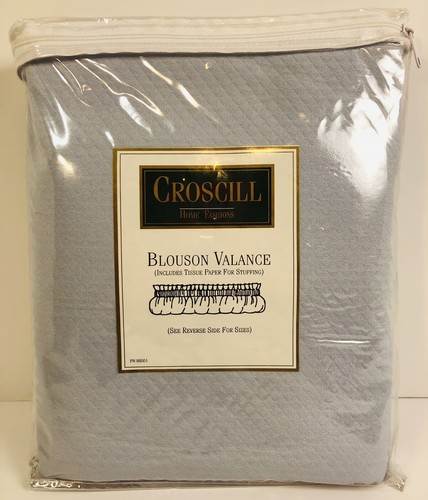 CROSCILL
HOME FASHIONS
BLOUSON VALANCE
(INCLUDES TISSUE PAPER FOR STUFFING)
(SEE REVERSE SIDE FOR SIZES)